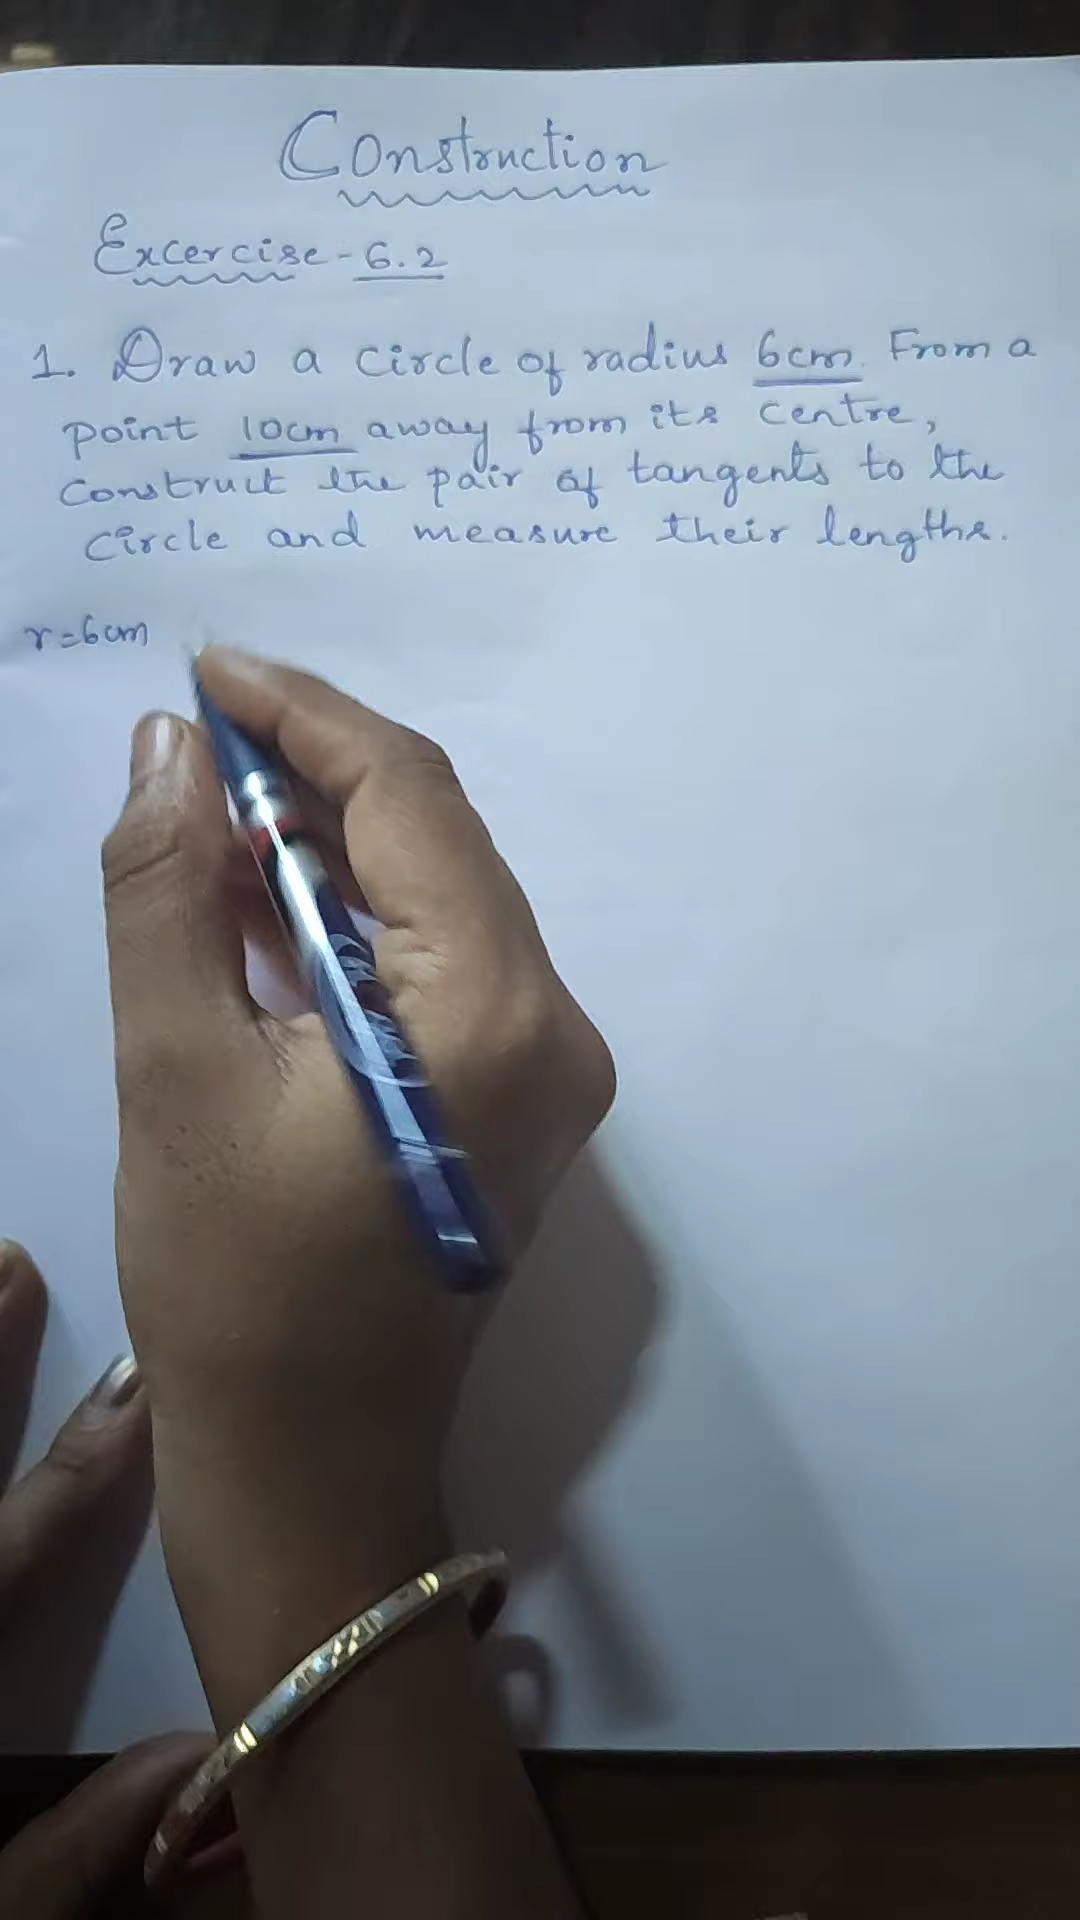 Construction
Excercise - 6.2
1. Draw a circle of radius 6cm. From a
point 10cm away from its centre,
construct the pair of tangents to the
circle and measure their lengths.
r=6cm